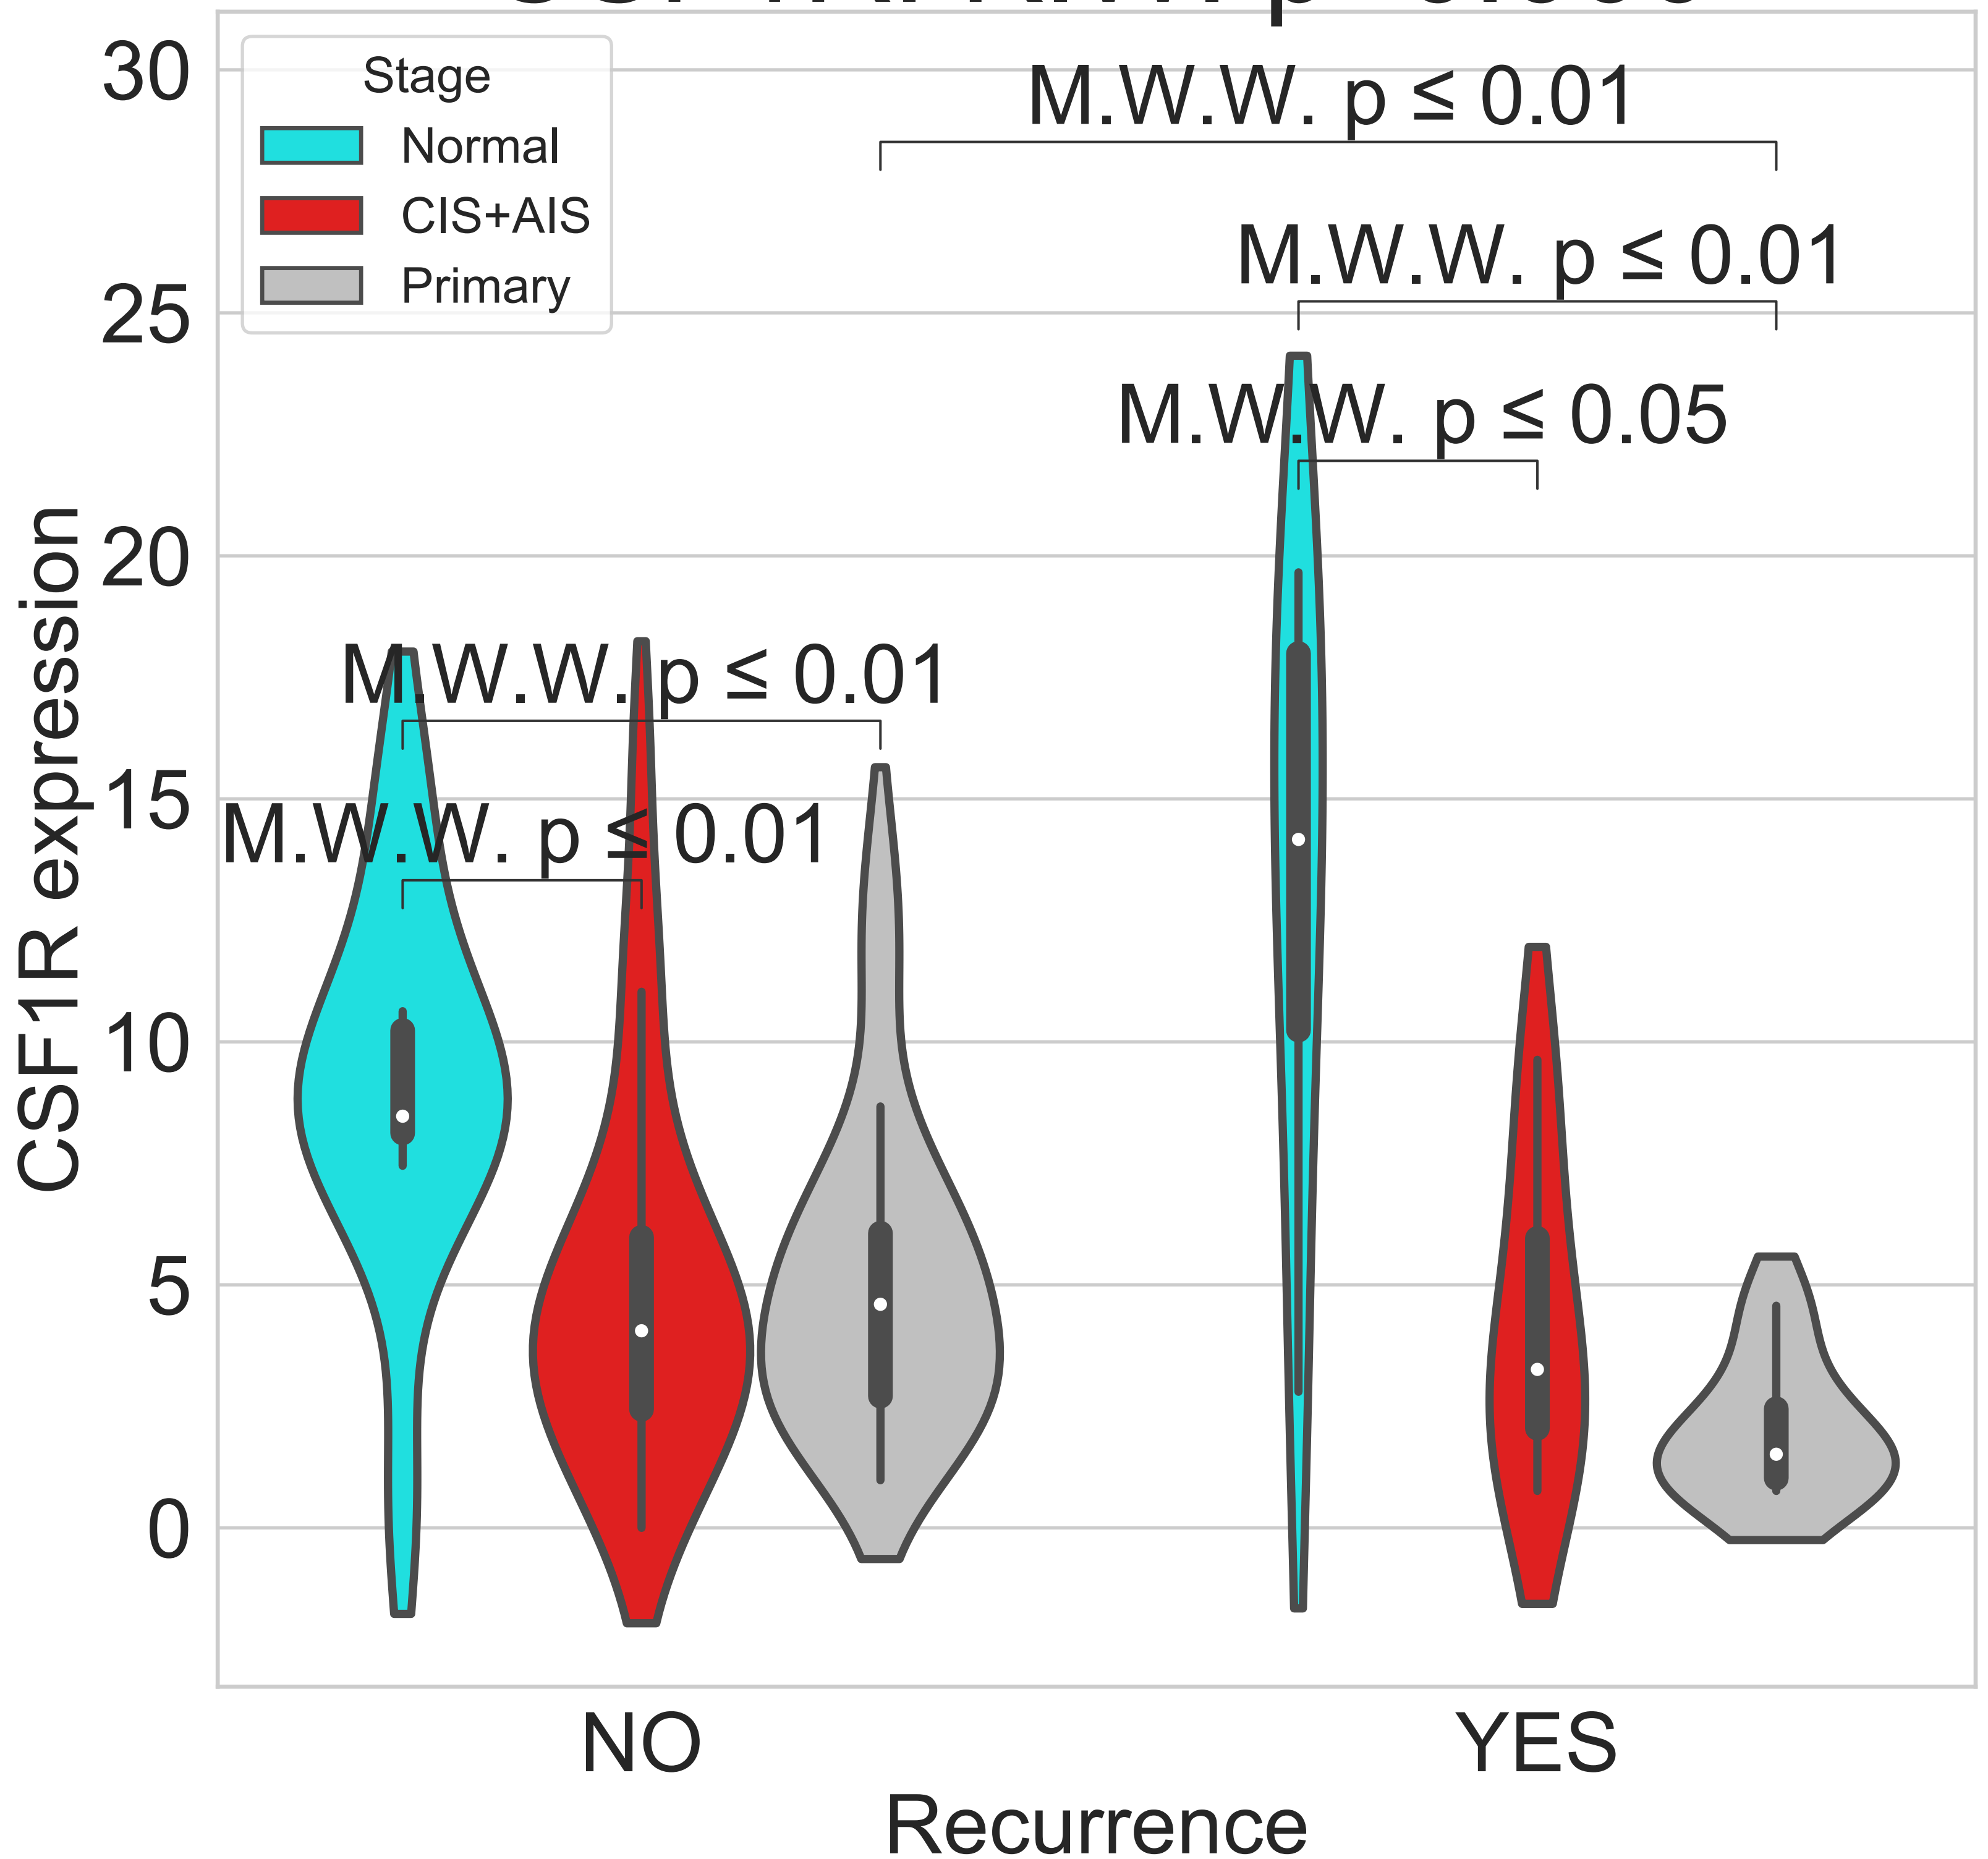 30
M.W.W. p ≤ 0.01
Stage
Normal
CIS+AIS
Primary
M.W.W. p ≤ 0.01
25
M.W.W. p ≤ 0.05
20
M.W.W. p ≤ 0.01
15
M.W.W. p ≤ 0.01
10
5
0
CSF1R expression
NO
YES
Recurrence